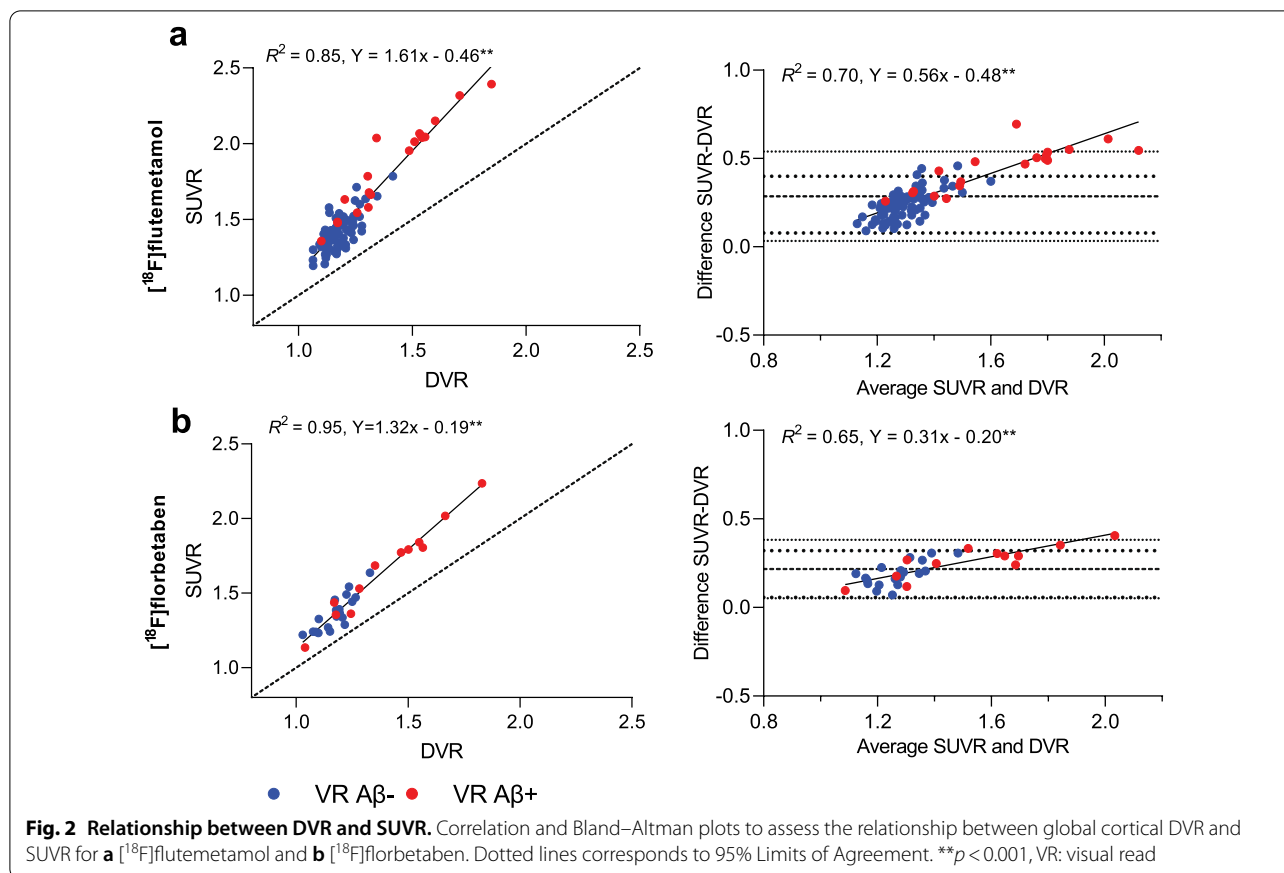 a
R² = 0.85, Y = 1.61x - 0.46**
2.5
2.0
1.5
1.0
SUVR
[¹⁸F]flutemetamol
1.0 1.5 2.0 2.5
DVR
R² = 0.70, Y = 0.56x - 0.48**
1.0
0.5
0.0
-0.5
Difference SUVR-DVR
0.8 1.2 1.6 2.0
Average SUVR and DVR
b
R² = 0.95, Y=1.32x - 0.19**
2.5
2.0
1.5
1.0
SUVR
[¹⁸F]florbetaben
1.0 1.5 2.0 2.5
DVR
R² = 0.65, Y = 0.31x - 0.20**
1.0
0.5
0.0
-0.5
Difference SUVR-DVR
0.8 1.2 1.6 2.0
Average SUVR and DVR
VR Aβ- VR Aβ+
Fig. 2 Relationship between DVR and SUVR. Correlation and Bland–Altman plots to assess the relationship between global cortical DVR and
SUVR for a [¹⁸F]flutemetamol and b [¹⁸F]florbetaben. Dotted lines corresponds to 95% Limits of Agreement. **p < 0.001, VR: visual read